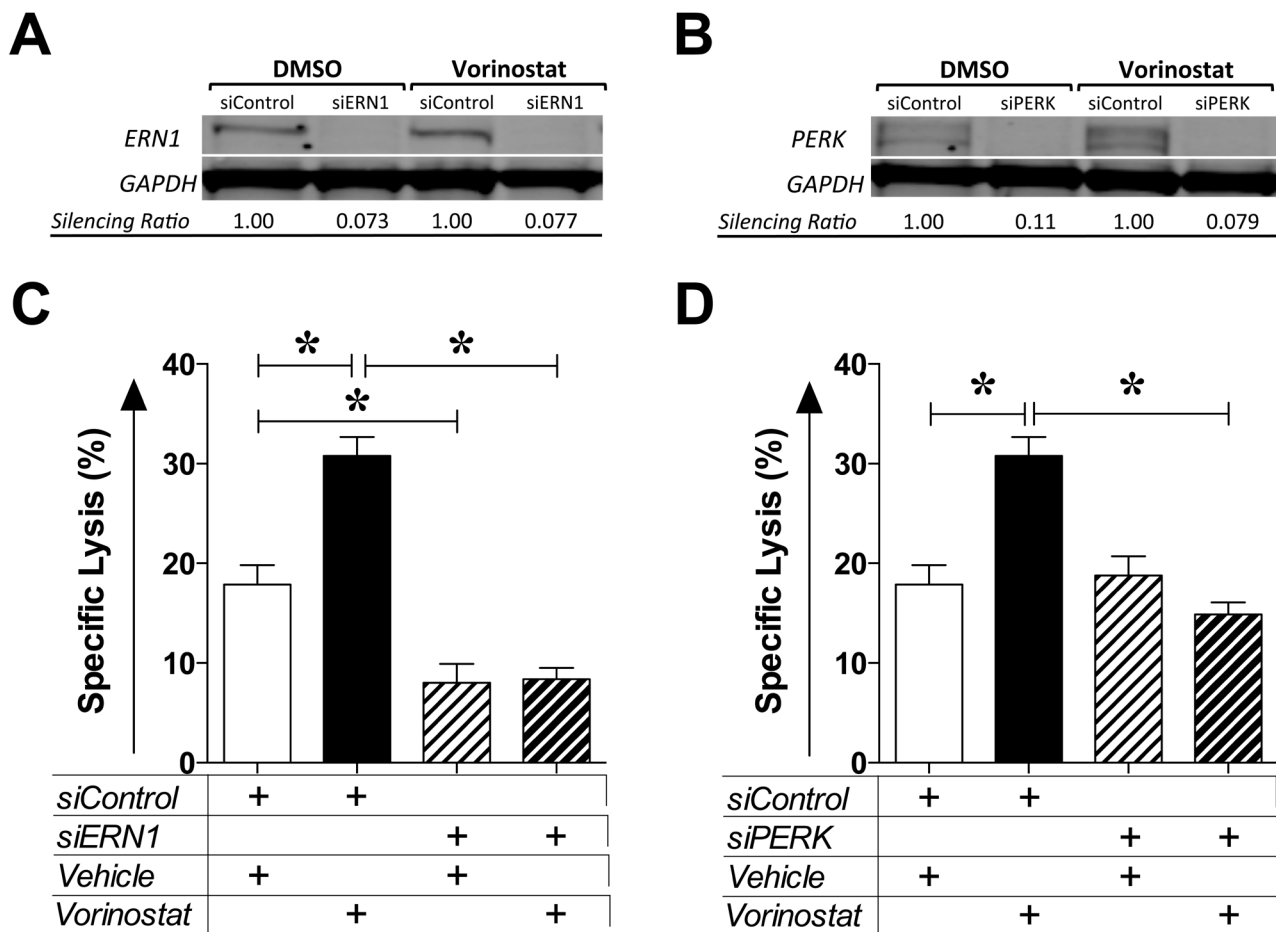 A
DMSO Vorinostat
siControl siERN1 siControl siERN1
ERN1
GAPDH
Silencing Ratio 1.00 0.073 1.00 0.077
B
DMSO Vorinostat
siControl siPERK siControl siPERK
PERK
GAPDH
Silencing Ratio 1.00 0.11 1.00 0.079
C
* *
*
Specific Lysis (%)
40
30
20
10
0
siControl + +
siERN1 + +
Vehicle + +
Vorinostat + +
D
* *
Specific Lysis (%)
40
30
20
10
0
siControl + +
siPERK + +
Vehicle + +
Vorinostat + +